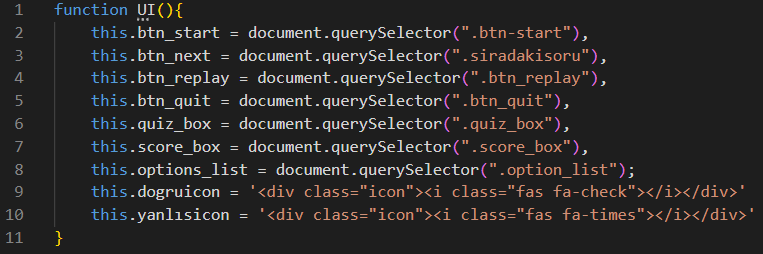 1 function UI(){
2 this.btn_start = document.querySelector(".btn-start"),
3 this.btn_next = document.querySelector(".siradakisoru"),
4 this.btn_replay = document.querySelector(".btn_replay"),
5 this.btn_quit = document.querySelector(".btn_quit"),
6 this.quiz_box = document.querySelector(".quiz_box"),
7 this.score_box = document.querySelector(".score_box"),
8 this.options_list = document.querySelector(".option_list");
9 this.dogruicon = '<div class="icon"><i class="fas fa-check"></i></div>'
10 this.yanlısicon = '<div class="icon"><i class="fas fa-times"></i></div>'
11 }